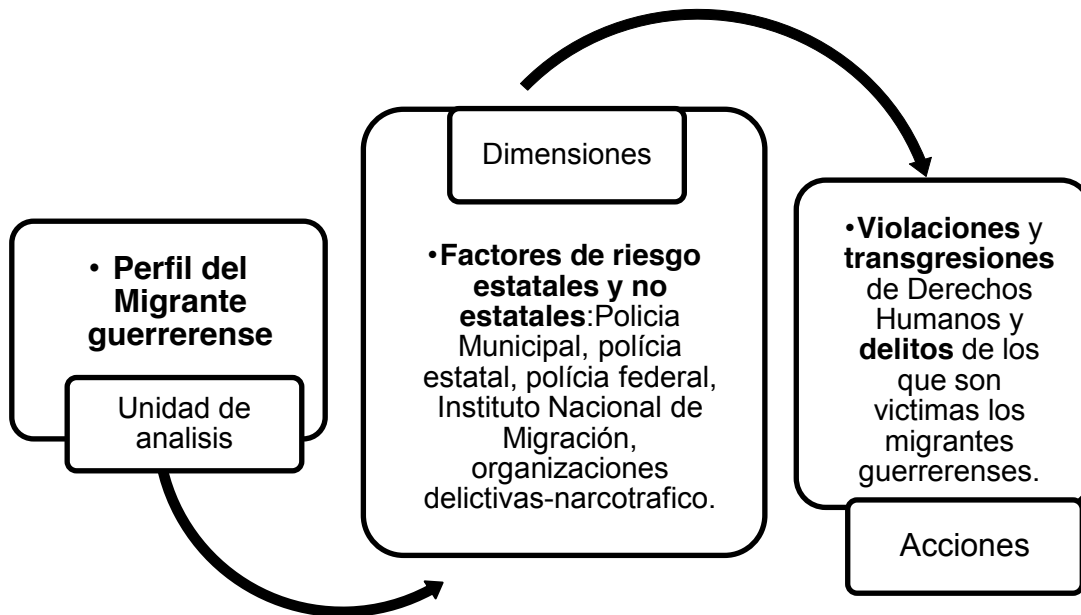 • Perfil del
Migrante
guerrerense
Unidad de
analisis
Dimensiones
•Factores de riesgo
estatales y no
estatales:Policia
Municipal, polícia
estatal, polícia federal,
Instituto Nacional de
Migración,
organizaciones
delictivas-narcotrafico.
•Violaciones y
transgresiones
de Derechos
Humanos y
delitos de los
que son
victimas los
migrantes
guerrerenses.
Acciones